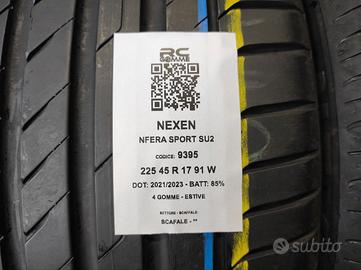 RC
GOMME
NEXEN
NFERA SPORT SU2
CODICE: 9395
225 45 R 17 91 W
DOT: 2021/2023 - BATT: 85%
4 GOMME - ESTIVE
SCAFALE - **
subito